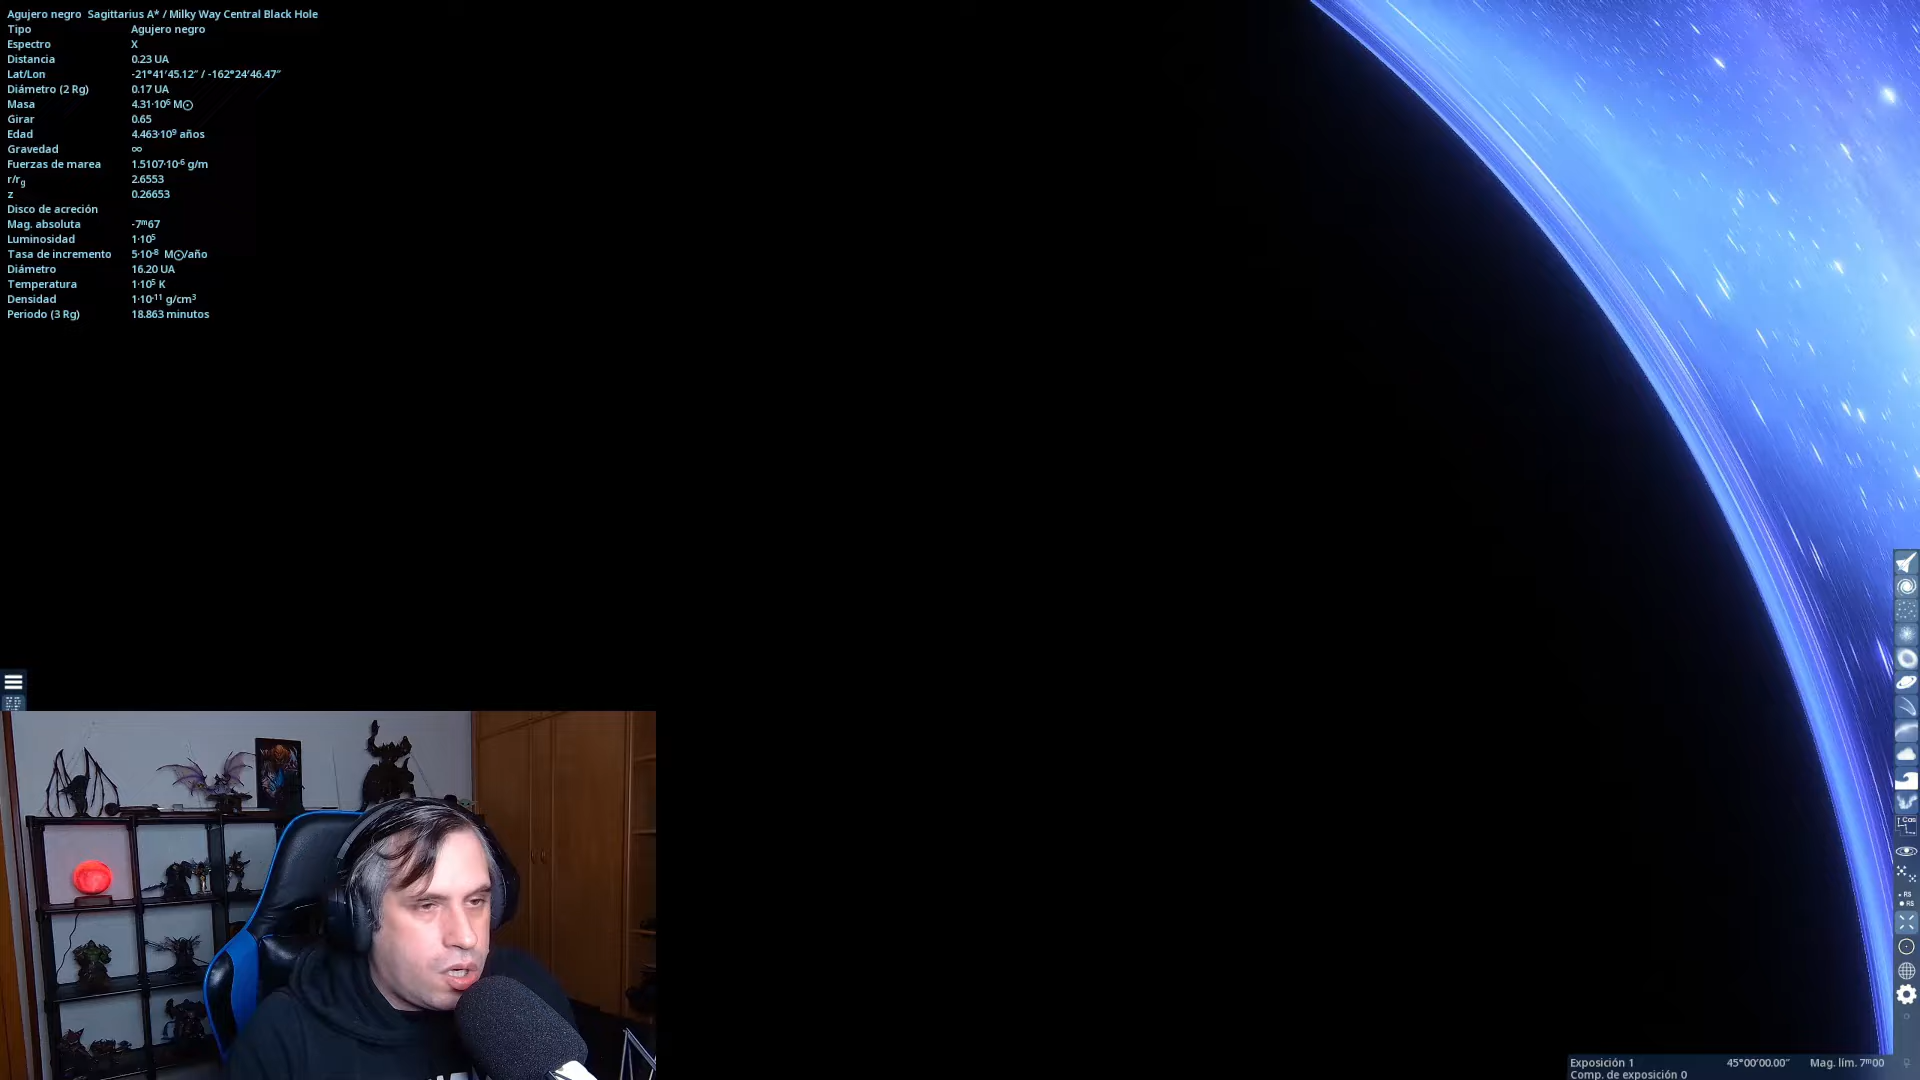 Agujero negro Sagittarius A* / Milky Way Central Black Hole
Tipo Agujero negro
Espectro X
Distancia 0.23 UA
Lat/Lon -21°41'45.12" / -162°24'46.47"
Diámetro (2 Rg) 0.17 UA
Masa 4.31·10⁶ M☉
Girar 0.65
Edad 4.463·10⁹ años
Gravedad ∞
Fuerzas de marea 1.5107·10⁻⁶ g/m
r/rg 2.6553
z 0.26653
Disco de acreción
Mag. absoluta -7ᵐ67
Luminosidad 1·10⁵
Tasa de incremento 5·10⁻⁸ M☉/año
Diámetro 16.20 UA
Temperatura 1·10⁵ K
Densidad 1·10⁻¹¹ g/cm³
Periodo (3 Rg) 18.863 minutos
Cas
RS
RS
Exposición 1 45°00'00.00" Mag. lím. 7ᵐ00
Comp. de exposición 0